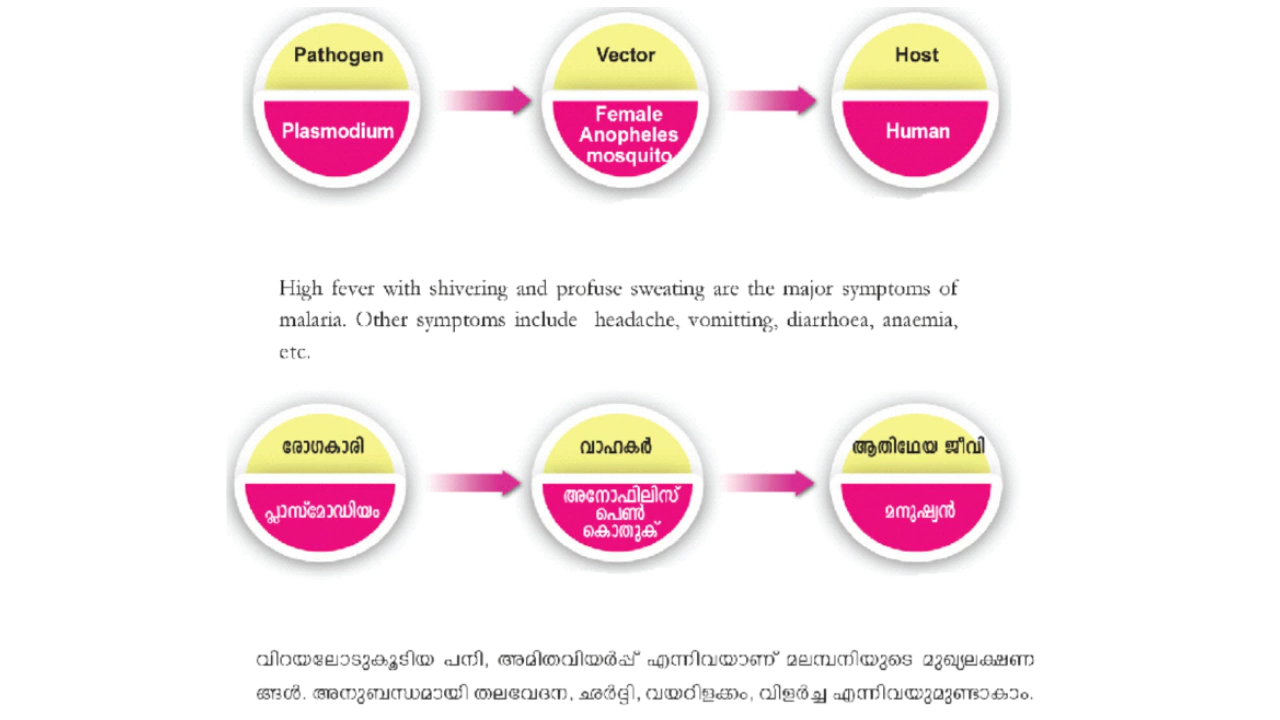 Pathogen
Plasmodium
Vector
Female
Anopheles
mosquito
Host
Human
High fever with shivering and profuse sweating are the major symptoms of
malaria. Other symptoms include headache, vomitting, diarrhoea, anaemia,
etc.
രോഗകാരി
പ്ലാസ്മോഡിയം
വാഹകർ
അനോഫിലിസ്
പെൺ
കൊതുക്
ആതിഥേയ ജീവി
മനുഷ്യൻ
വിറയലോടുകൂടിയ പനി, അമിതവിയർപ്പ് എന്നിവയാണ് മലമ്പനിയുടെ മുഖ്യലക്ഷണ
ങ്ങൾ. അനുബന്ധമായി തലവേദന, ഛർദ്ദി, വയറിളക്കം, വിളർച്ച എന്നിവയുമുണ്ടാകാം.